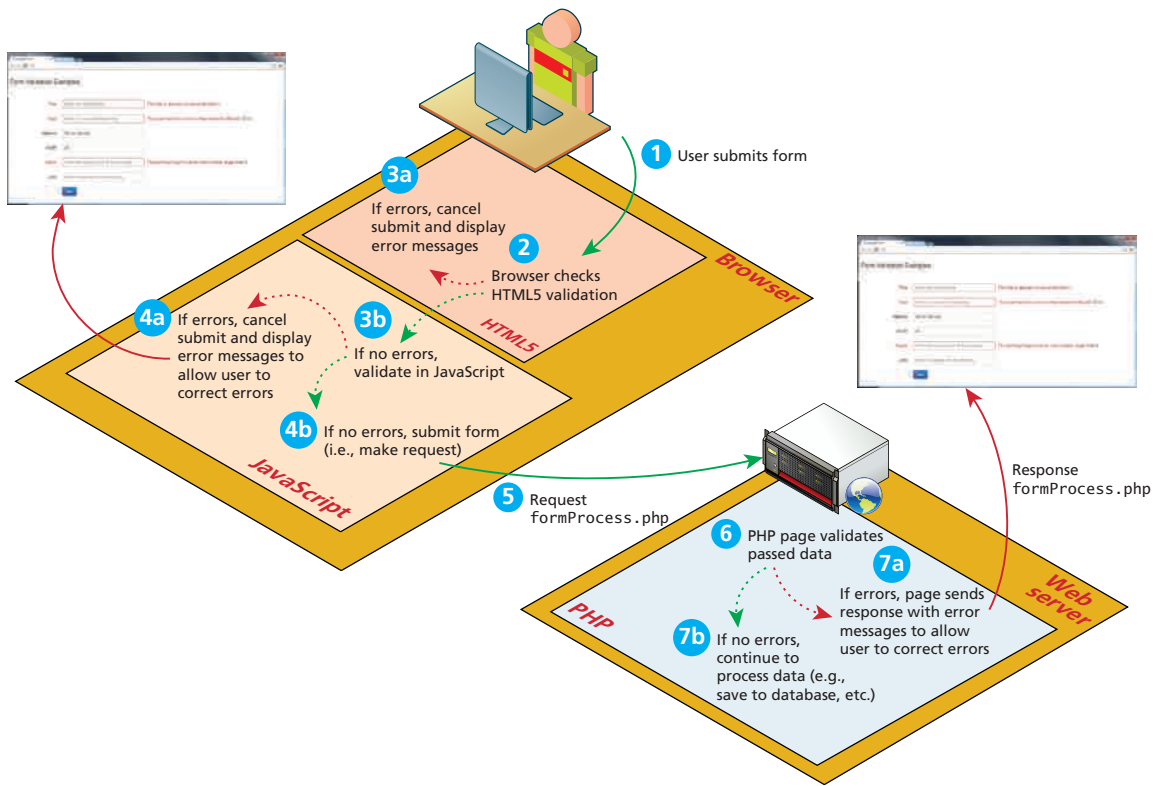 1 User submits form
3a
If errors, cancel
submit and display
error messages
2
Browser checks
HTML5 validation
Browser
HTML5
3b
If no errors,
validate in JavaScript
4a
If errors, cancel
submit and display
error messages to
allow user to
correct errors
4b
If no errors, submit form
(i.e., make request)
JavaScript
5 Request
formProcess.php
Response
formProcess.php
6 PHP page validates
passed data
7a
If errors, page sends
response with error
messages to allow
user to correct errors
7b
If no errors,
continue to
process data (e.g.,
save to database, etc.)
PHP
Web
server